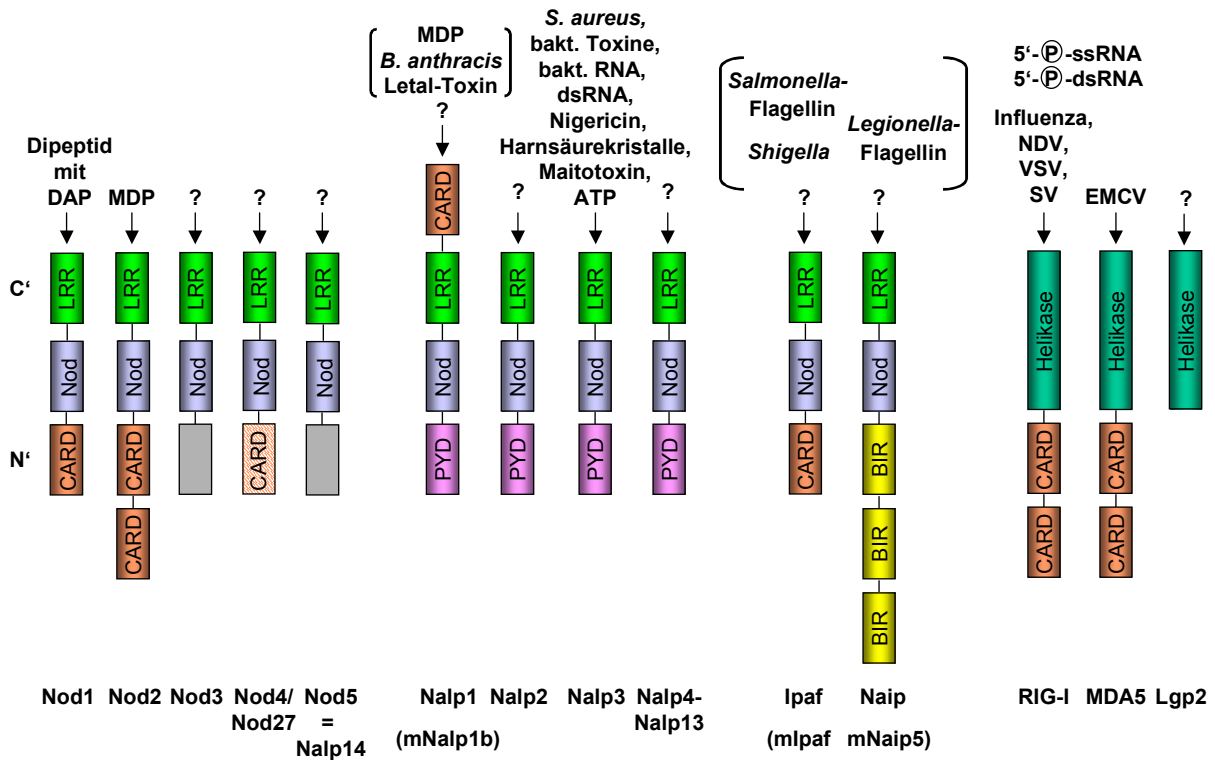 Dipeptid
mit
DAP
MDP
?
?
?
MDP
B. anthracis
Letal-Toxin
?
?
S. aureus,
bakt. Toxine,
bakt. RNA,
dsRNA,
Nigericin,
Harnsäurekristalle,
Maitotoxin,
ATP
?
Salmonella-
Flagellin
Shigella
?
Legionella-
Flagellin
?
5‘-P-ssRNA
5‘-P-dsRNA
Influenza,
NDV,
VSV,
SV
EMCV
?
CARD
C‘
LRR
LRR
LRR
LRR
LRR
LRR
LRR
LRR
LRR
LRR
LRR
Helikase
Helikase
Helikase
Nod
Nod
Nod
Nod
Nod
Nod
Nod
Nod
Nod
Nod
Nod
N‘
CARD
CARD
CARD
PYD
PYD
PYD
PYD
CARD
BIR
CARD
CARD
CARD
BIR
CARD
CARD
BIR
Nod1
Nod2
Nod3
Nod4/
Nod27
Nod5
=
Nalp14
Nalp1
(mNalp1b)
Nalp2
Nalp3
Nalp4-
Nalp13
Ipaf
(mIpaf
Naip
mNaip5)
RIG-I
MDA5
Lgp2